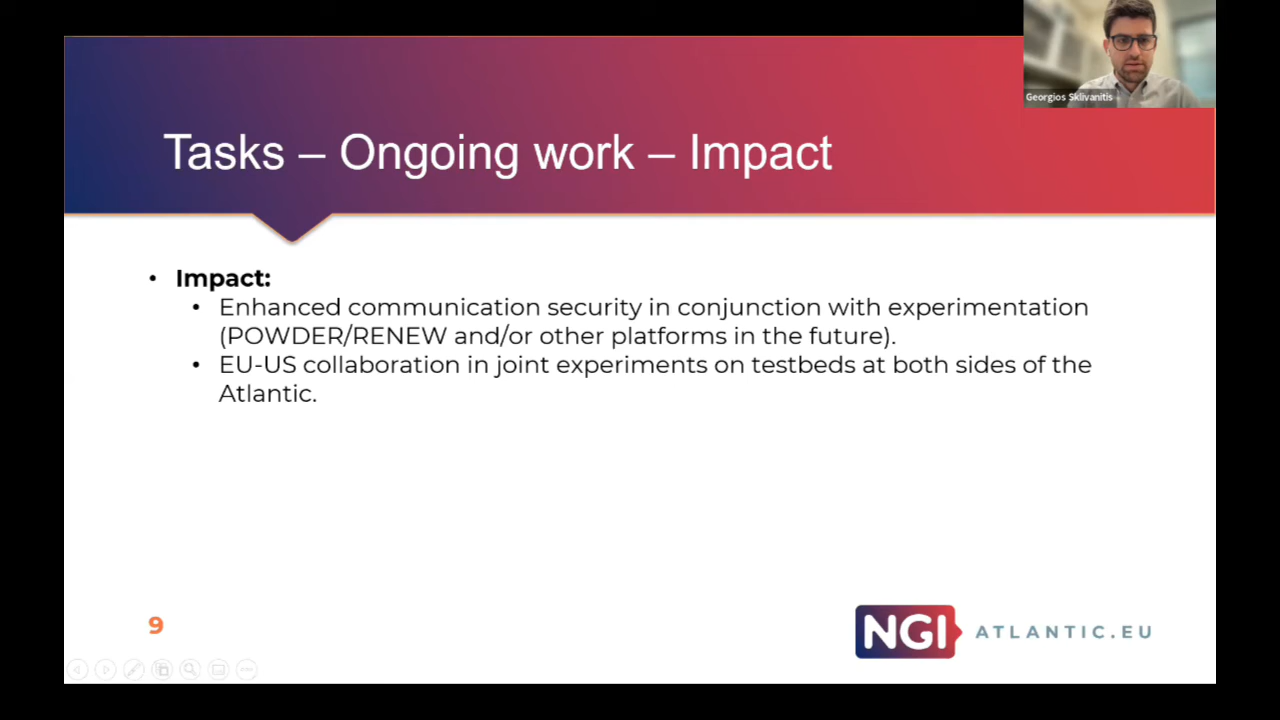 Georgios Sklivanitis
Tasks – Ongoing work – Impact
• Impact:
• Enhanced communication security in conjunction with experimentation
(POWDER/RENEW and/or other platforms in the future).
• EU-US collaboration in joint experiments on testbeds at both sides of the
Atlantic.
9
NGI ATLANTIC.EU